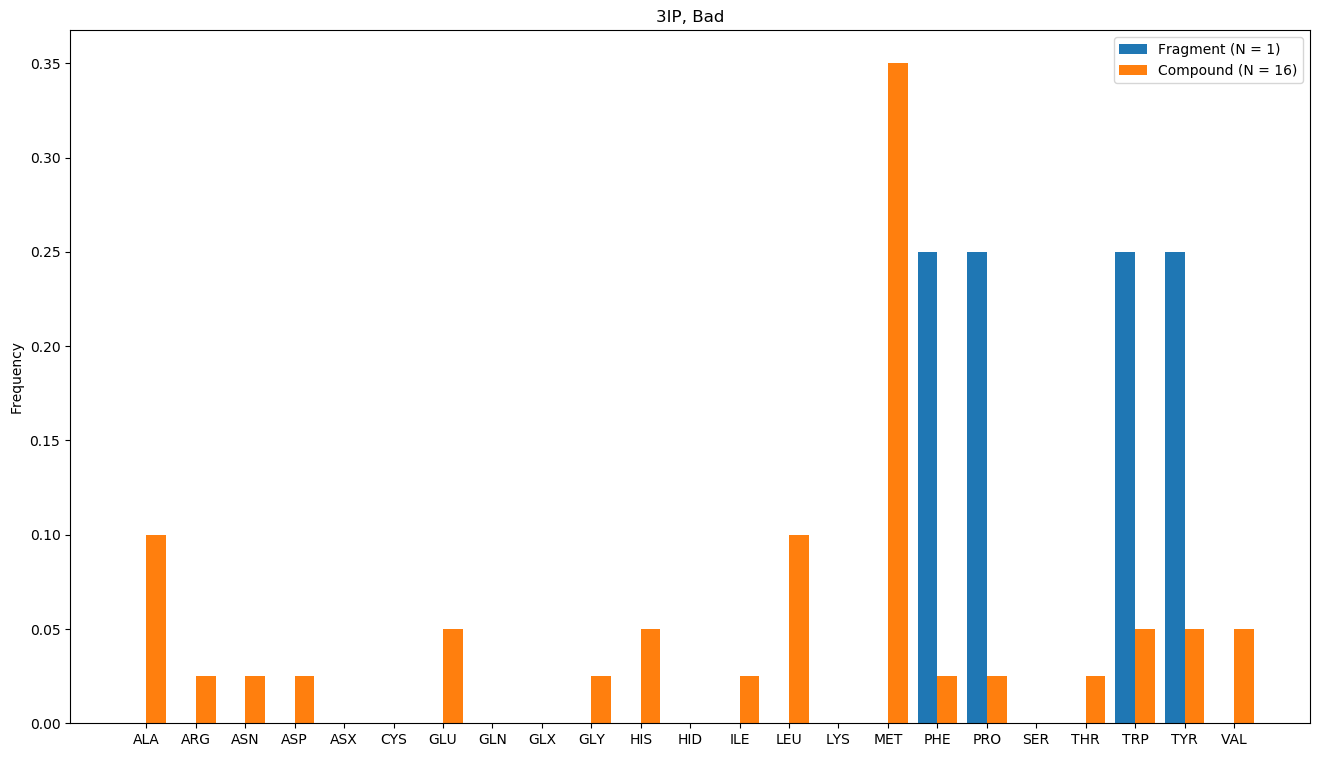 3IP, Bad
Fragment (N = 1)
Compound (N = 16)
Frequency
0.35
0.30
0.25
0.20
0.15
0.10
0.05
0.00
ALA ARG ASN ASP ASX CYS GLU GLN GLX GLY HIS HID ILE LEU LYS MET PHE PRO SER THR TRP TYR VAL